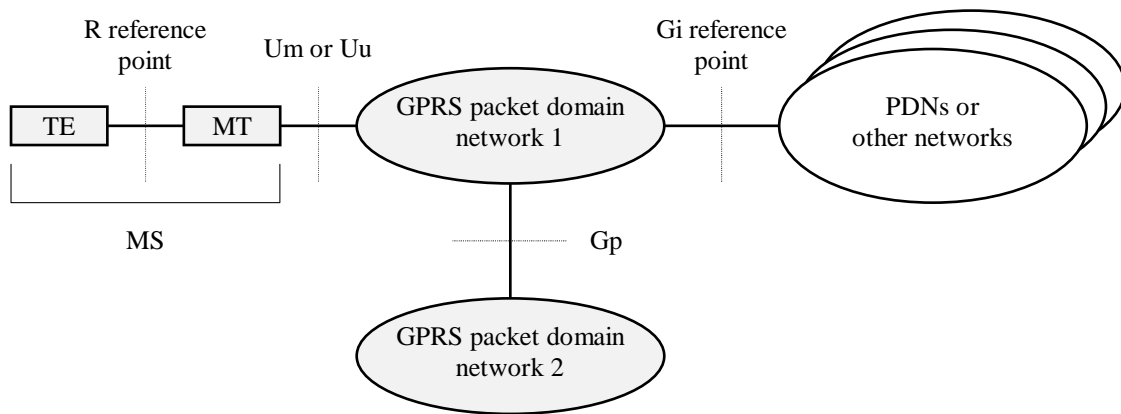 R reference
point
Um or Uu
Gi reference
point
TE
MT
GPRS packet domain
network 1
PDNs or
other networks
MS
Gp
GPRS packet domain
network 2